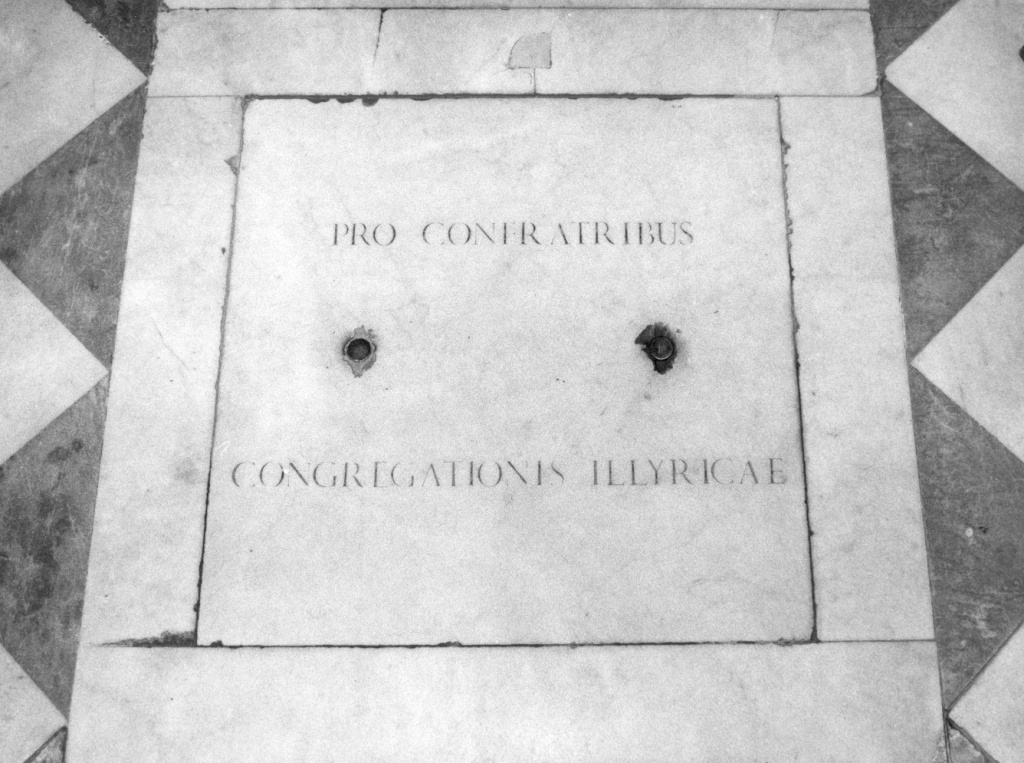 PRO CONFRATRIBUS
CONGREGATIONIS ILLYRICAE